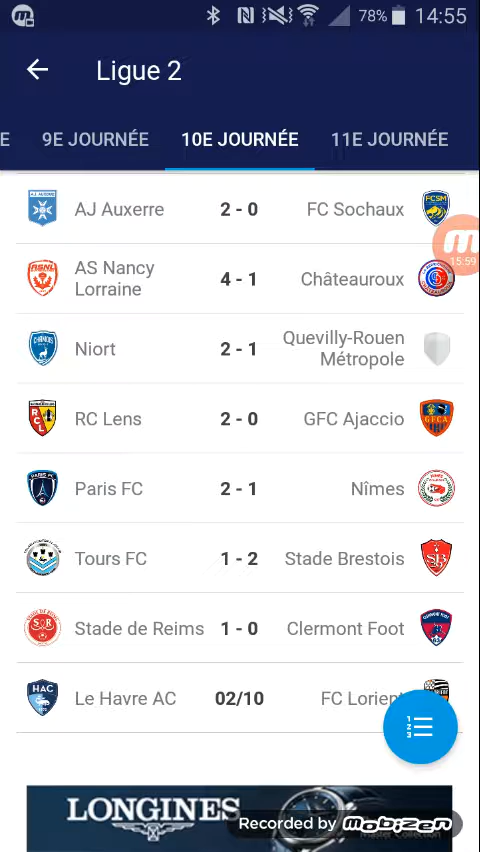 78% 14:55
Ligue 2
E 9E JOURNÉE 10E JOURNÉE 11E JOURNÉE
AJ Auxerre 2 - 0 FC Sochaux
AS Nancy
Lorraine 4 - 1 Châteauroux
15:59
Niort 2 - 1 Quevilly-Rouen
Métropole
RC Lens 2 - 0 GFC Ajaccio
Paris FC 2 - 1 Nîmes
Tours FC 1 - 2 Stade Brestois
Stade de Reims 1 - 0 Clermont Foot
Le Havre AC 02/10 FC Lorient
LONGINES
Recorded by Mobizen
Master Collection